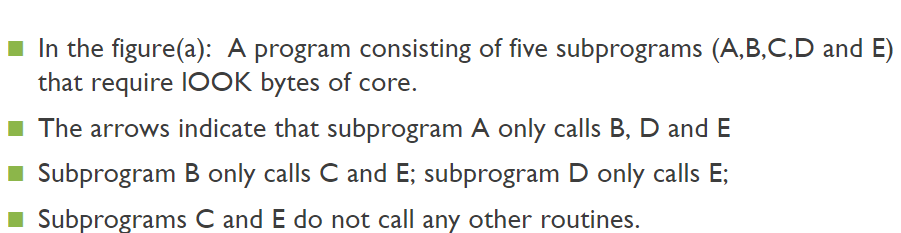 In the figure(a): A program consisting of five subprograms (A,B,C,D and E)
that require lOOK bytes of core.
The arrows indicate that subprogram A only calls B, D and E
Subprogram B only calls C and E; subprogram D only calls E;
Subprograms C and E do not call any other routines.